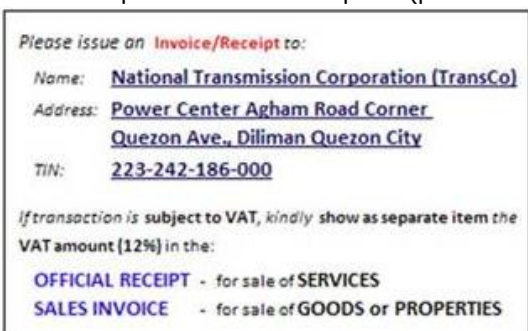 Please issue an Invoice/Receipt to:
Name: National Transmission Corporation (TransCo)
Address: Power Center Agham Road Corner
Quezon Ave., Diliman Quezon City
TIN: 223-242-186-000
If transaction is subject to VAT, kindly show as separate item the
VAT amount (12%) in the:
OFFICIAL RECEIPT - for sale of SERVICES
SALES INVOICE - for sale of GOODS or PROPERTIES